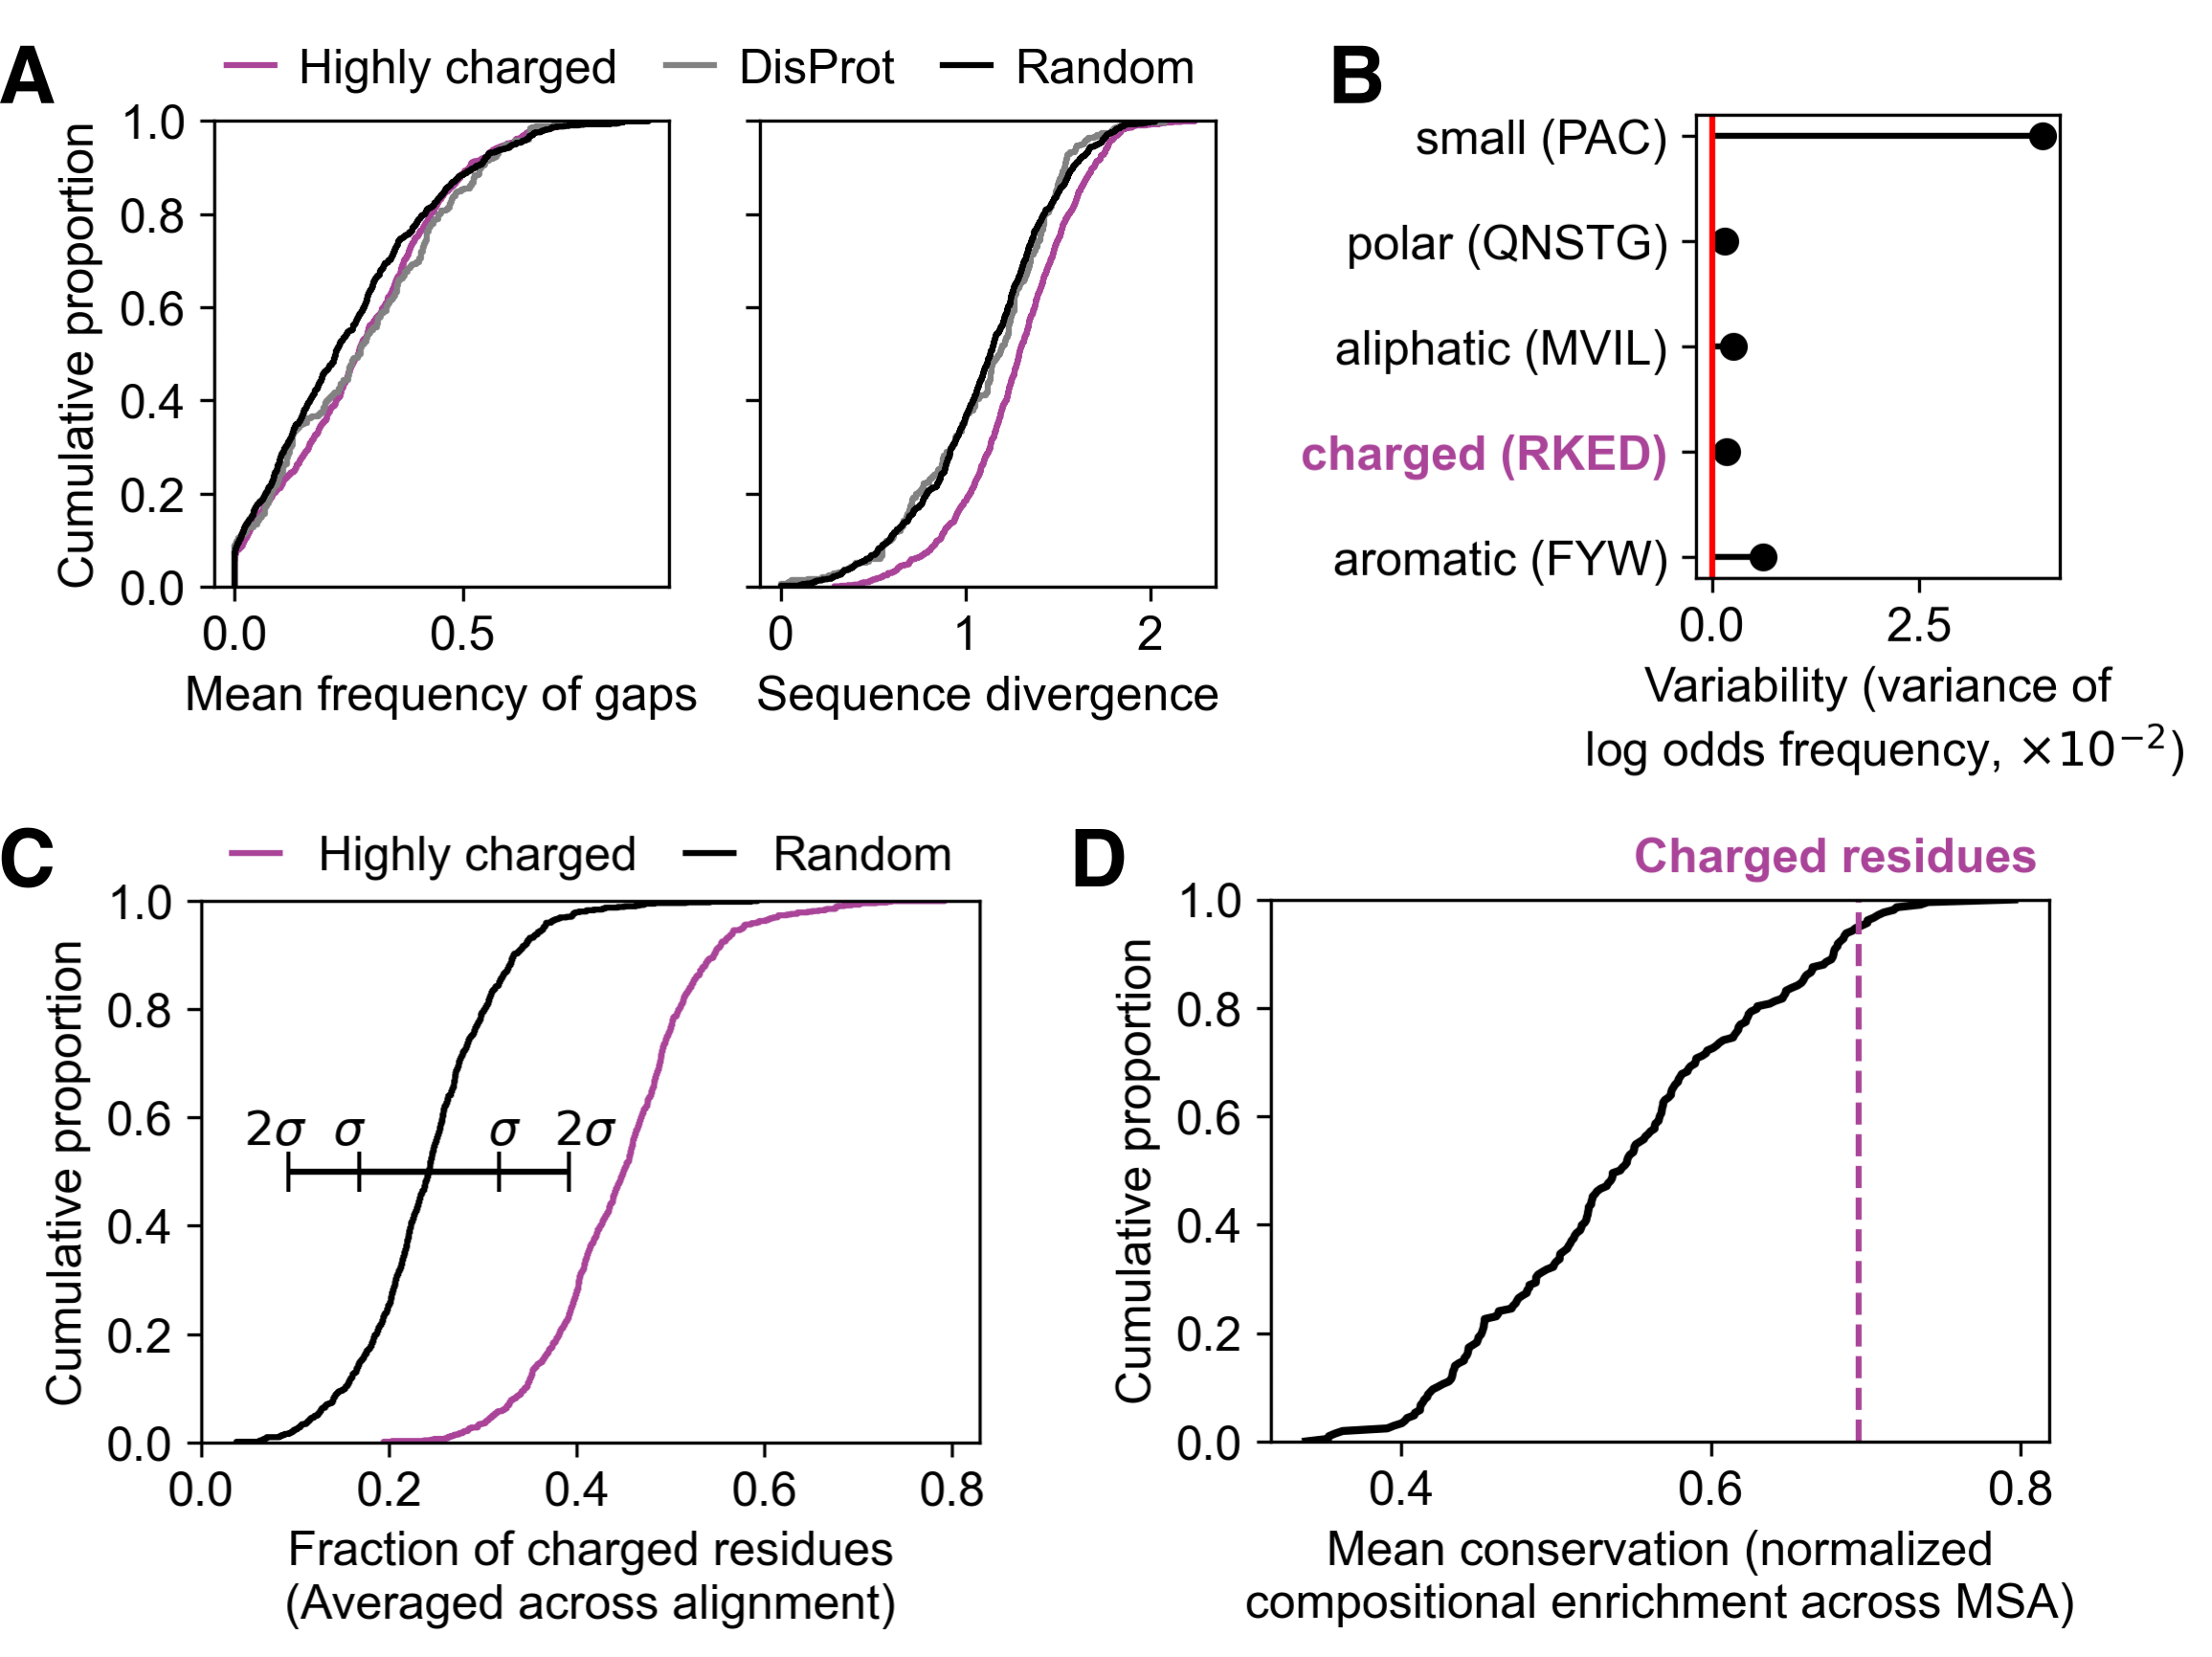 A
Highly charged DisProt Random
Cumulative proportion
1.0
0.8
0.6
0.4
0.2
0.0
0.0 0.5
Mean frequency of gaps
0 1 2
Sequence divergence
B
small (PAC)
polar (QNSTG)
aliphatic (MVIL)
charged (RKED)
aromatic (FYW)
0.0 2.5
Variability (variance of
log odds frequency, ×10⁻²)
C
Highly charged Random
Cumulative proportion
1.0
0.8
0.6
0.4
0.2
0.0
2σ σ σ 2σ
0.0 0.2 0.4 0.6 0.8
Fraction of charged residues
(Averaged across alignment)
D
Charged residues
Cumulative proportion
1.0
0.8
0.6
0.4
0.2
0.0
0.4 0.6 0.8
Mean conservation (normalized
compositional enrichment across MSA)